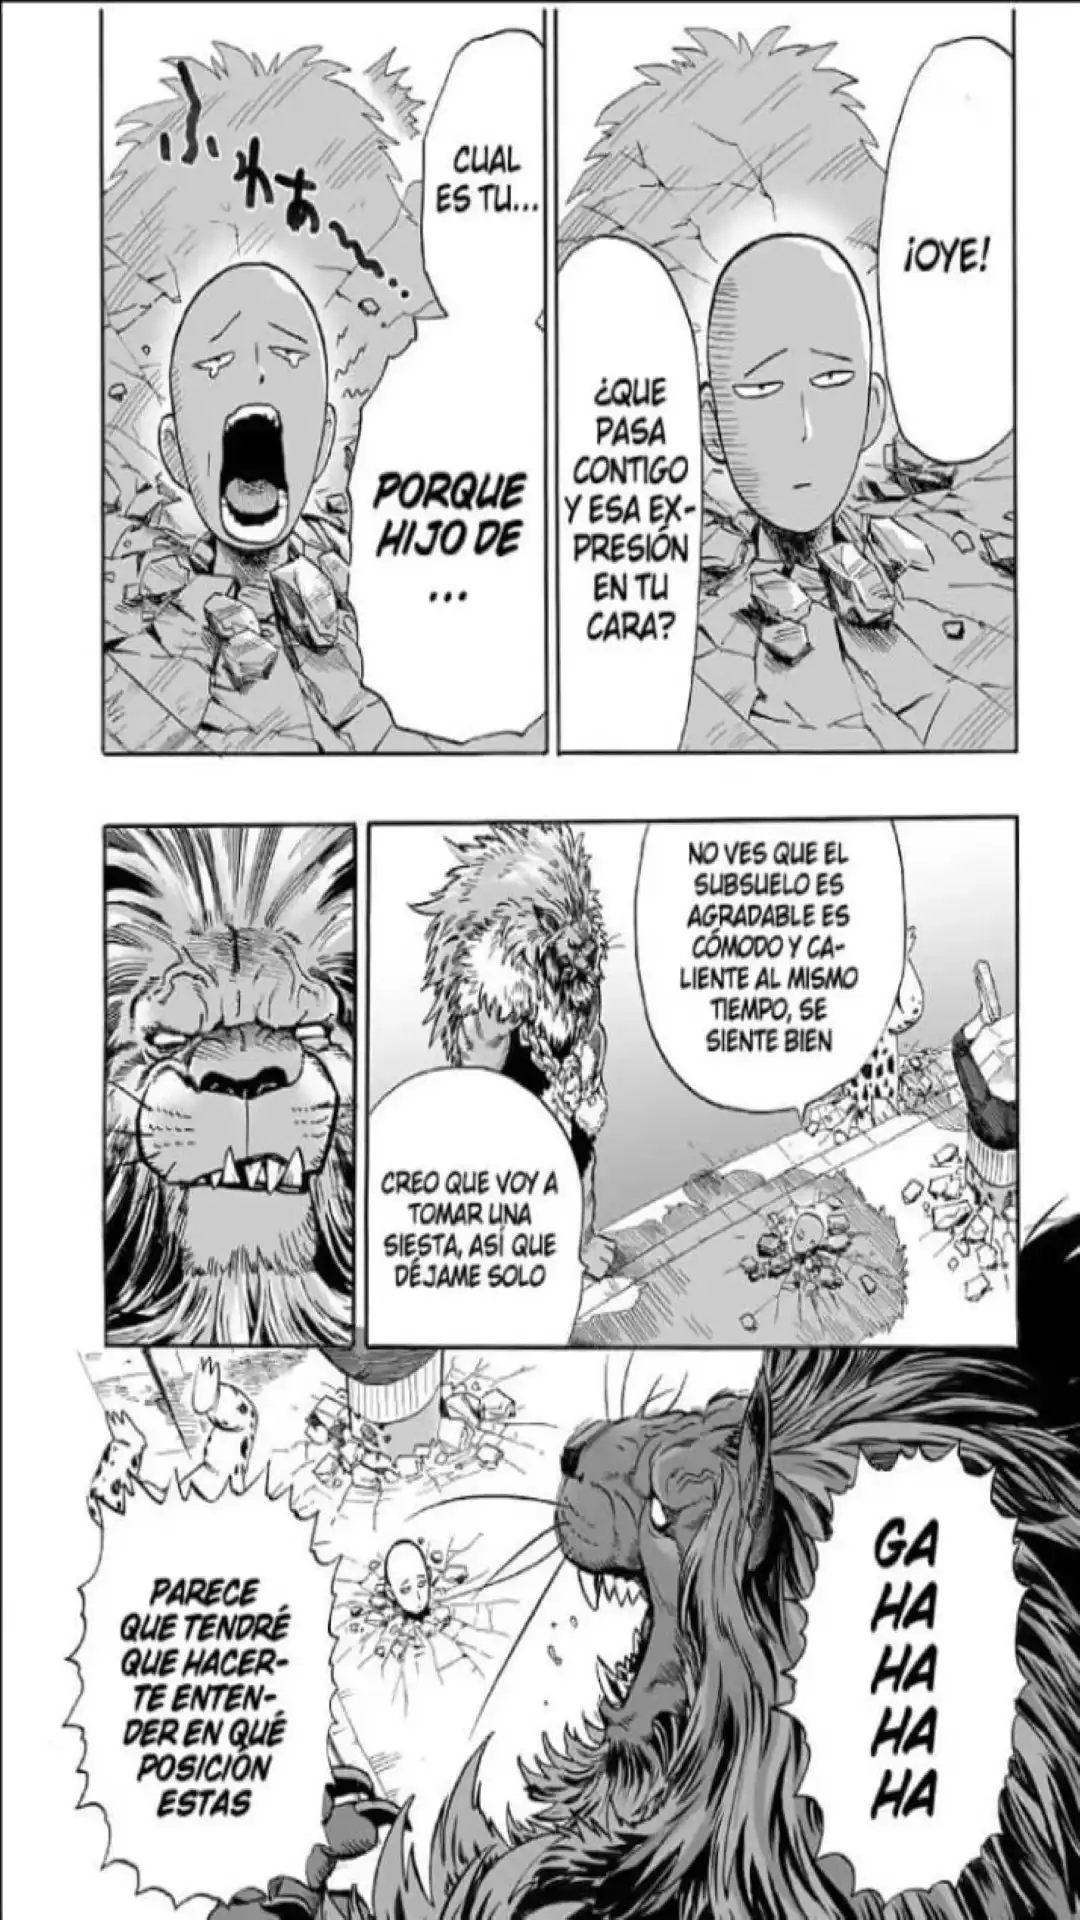 ¡OYE!
¿QUE
PASA
CONTIGO
Y ESA EX-
PRESIÓN
EN TU
CARA?
CUAL
ES TU...
PORQUE
HIJO DE
...
ふわぁ〜...
NO VES QUE EL
SUBSUELO ES
AGRADABLE ES
CÓMODO Y CA-
LIENTE AL MISMO
TIEMPO, SE
SIENTE BIEN
CREO QUE VOY A
TOMAR UNA
SIESTA, ASÍ QUE
DÉJAME SOLO
GA
HA
HA
HA
HA
PARECE
QUE TENDRÉ
QUE HACER-
TE ENTEN-
DER EN QUÉ
POSICIÓN
ESTAS